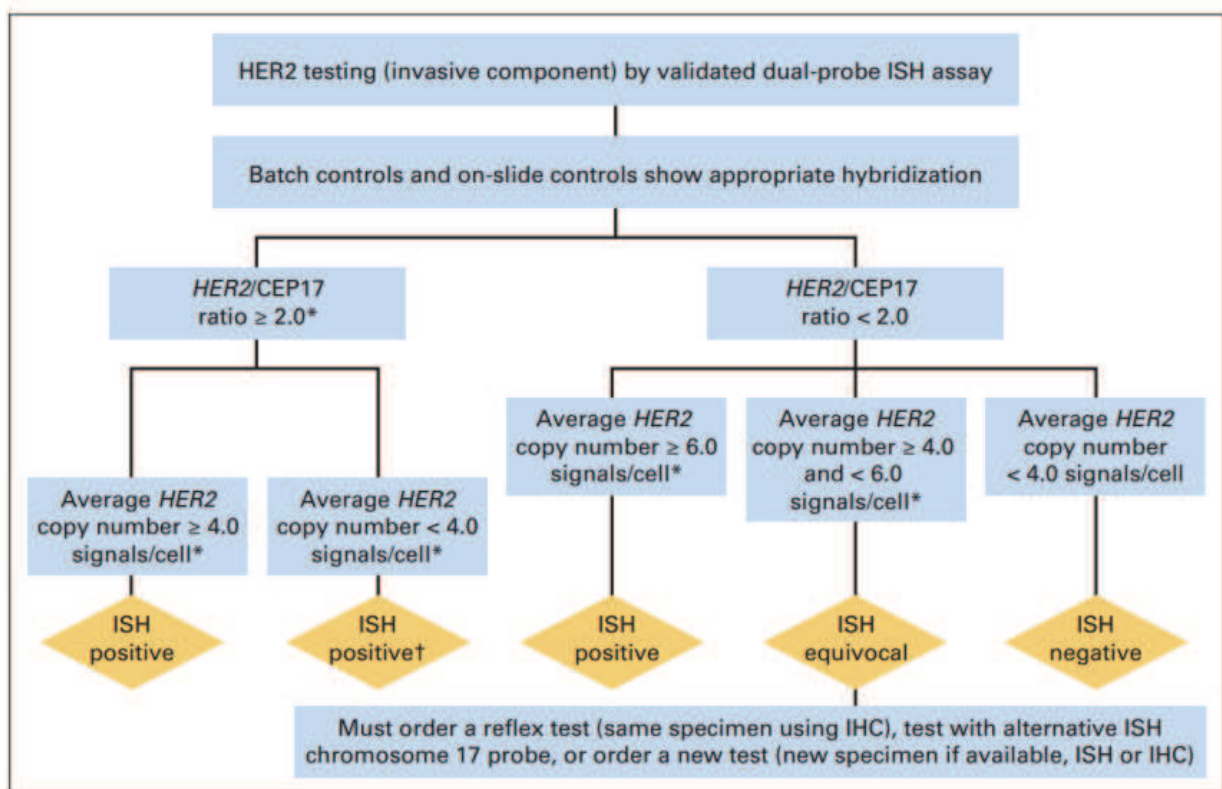 HER2 testing (invasive component) by validated dual-probe ISH assay
Batch controls and on-slide controls show appropriate hybridization
HER2/CEP17
ratio ≥ 2.0*
HER2/CEP17
ratio < 2.0
Average HER2
copy number ≥ 4.0
signals/cell*
Average HER2
copy number < 4.0
signals/cell*
Average HER2
copy number ≥ 6.0
signals/cell*
Average HER2
copy number ≥ 4.0
and < 6.0
signals/cell*
Average HER2
copy number
< 4.0 signals/cell
ISH
positive
ISH
positive†
ISH
positive
ISH
equivocal
ISH
negative
Must order a reflex test (same specimen using IHC), test with alternative ISH
chromosome 17 probe, or order a new test (new specimen if available, ISH or IHC)